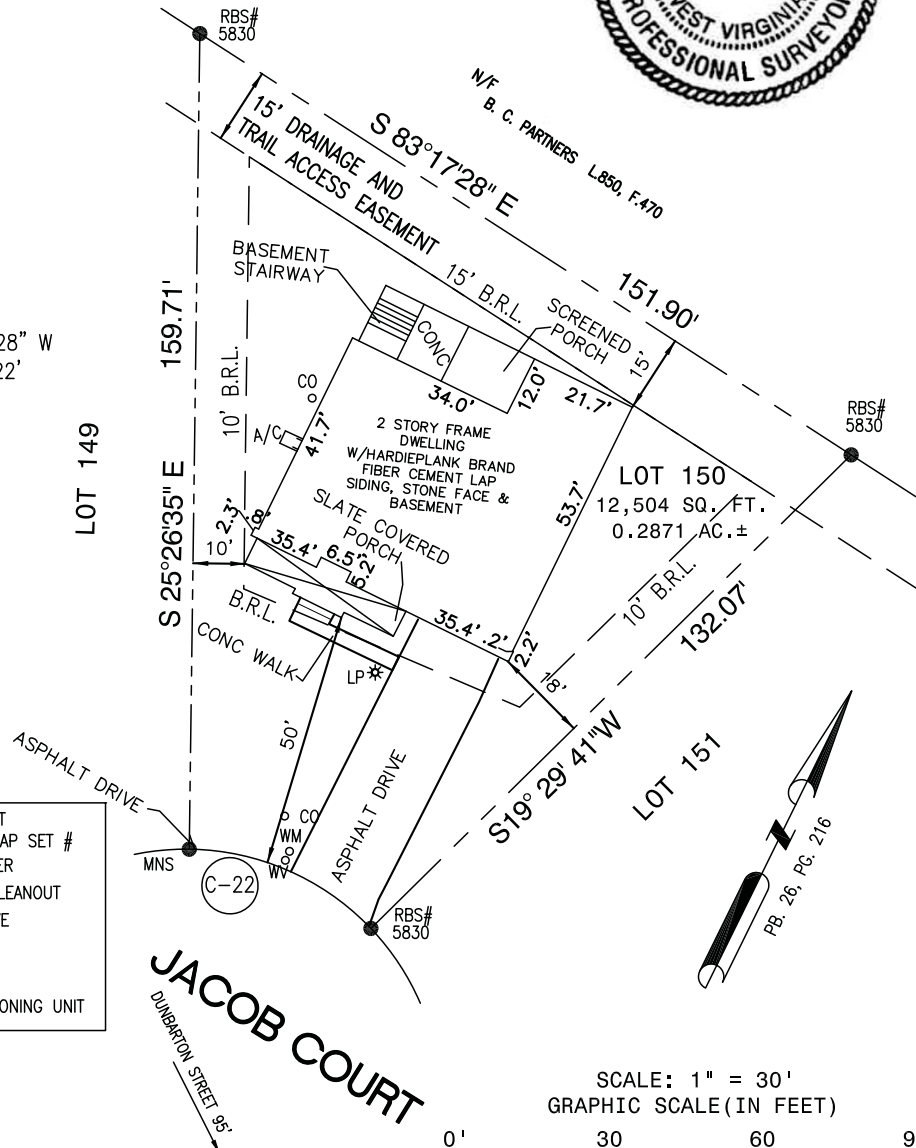 WEST VIRGINIA
PROFESSIONAL SURVEYOR
RBS#
5830
N/F
B. C. PARTNERS L.850, F.470
15' DRAINAGE AND
TRAIL ACCESS EASEMENT
S 83°17'28" E
151.90'
BASEMENT
STAIRWAY
15' B.R.L.
SCREENED
PORCH
CONC
15'
28" W
22'
159.71'
S 25°26'35" E
LOT 149
10' B.R.L.
CO
A/C
41.7'
34.0'
12.0'
21.7'
2 STORY FRAME
DWELLING
W/HARDIEPLANK BRAND
FIBER CEMENT LAP
SIDING, STONE FACE &
BASEMENT
53.7'
RBS#
5830
LOT 150
12,504 SQ. FT.
0.2871 AC.±
SLATE COVERED
PORCH
2.3'
.8'
10'
35.4'
6.5'
5.2'
B.R.L.
CONC WALK
LP
35.4'
.2'
2.2'
18'
10' B.R.L.
132.07'
S19° 29' 41"W
LOT 151
50'
ASPHALT DRIVE
ASPHALT DRIVE
CO
WM
WV
MNS
C-22
RBS#
5830
N
PB. 26, PG. 216
T
AP SET #
ER
LEANOUT
E
ONING UNIT
JACOB COURT
DUNBARTON STREET 95'
SCALE: 1" = 30'
GRAPHIC SCALE(IN FEET)
0' 30 60 9